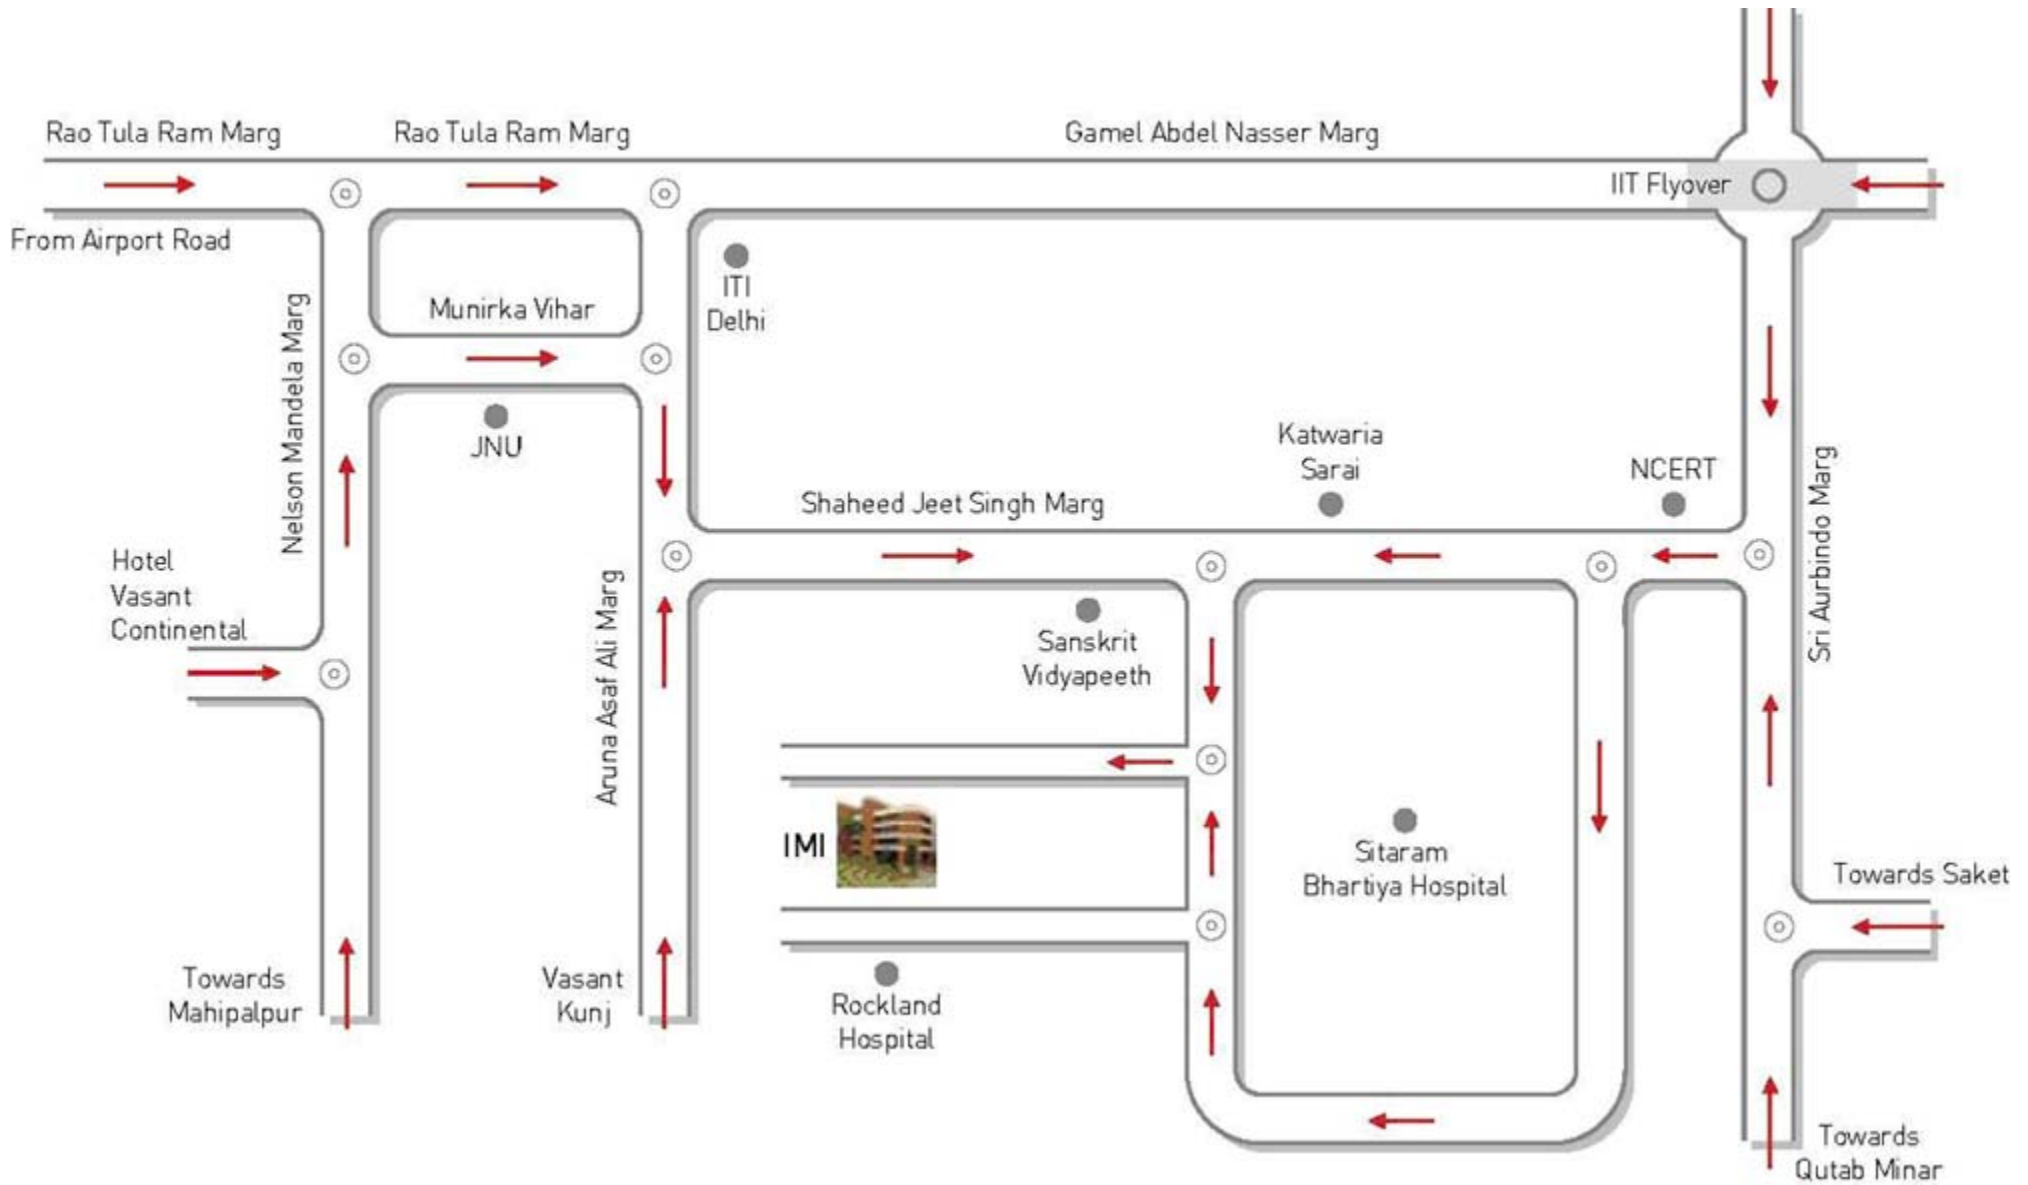 Rao Tula Ram Marg
Rao Tula Ram Marg
Gamel Abdel Nasser Marg
IIT Flyover
From Airport Road
ITI
Delhi
Munirka Vihar
Nelson Mandela Marg
JNU
Katwaria
Sarai
NCERT
Shaheed Jeet Singh Marg
Sri Aurbindo Marg
Hotel
Vasant
Continental
Aruna Asaf Ali Marg
Sanskrit
Vidyapeeth
IMI
Sitaram
Bhartiya Hospital
Towards Saket
Towards
Mahipalpur
Vasant
Kunj
Rockland
Hospital
Towards
Qutab Minar